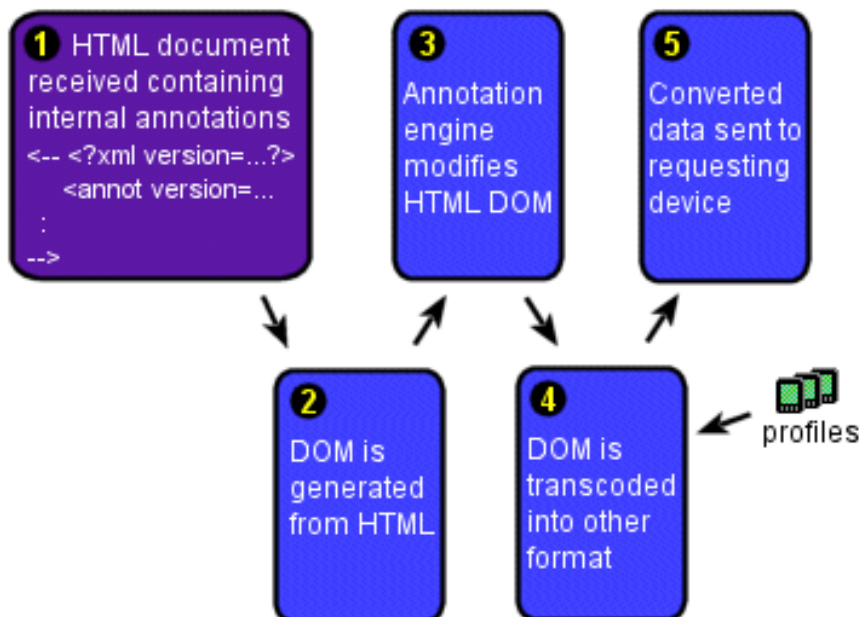 1 HTML document
received containing
internal annotations
<-- <?xml version=...?>
<annot version=...
:
-->
2
DOM is
generated
from HTML
3
Annotation
engine
modifies
HTML DOM
4
DOM is
transcoded
into other
format
profiles
5
Converted
data sent to
requesting
device